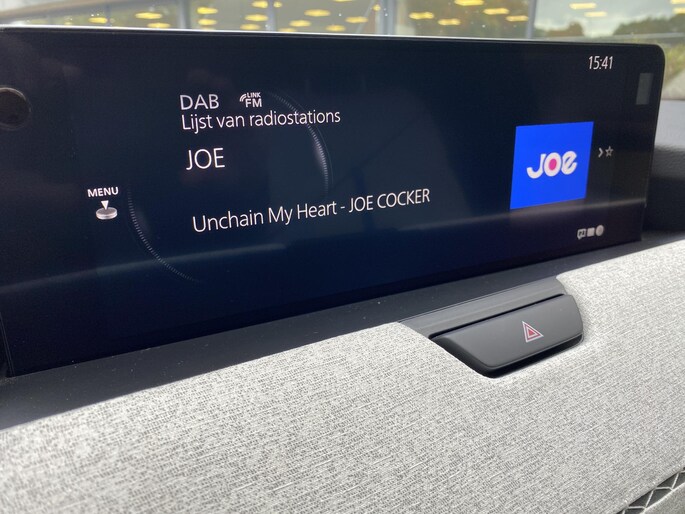 15:41
DAB LINK FM
Lijst van radiostations
JOE
JOE
MENU
Unchain My Heart - JOE COCKER